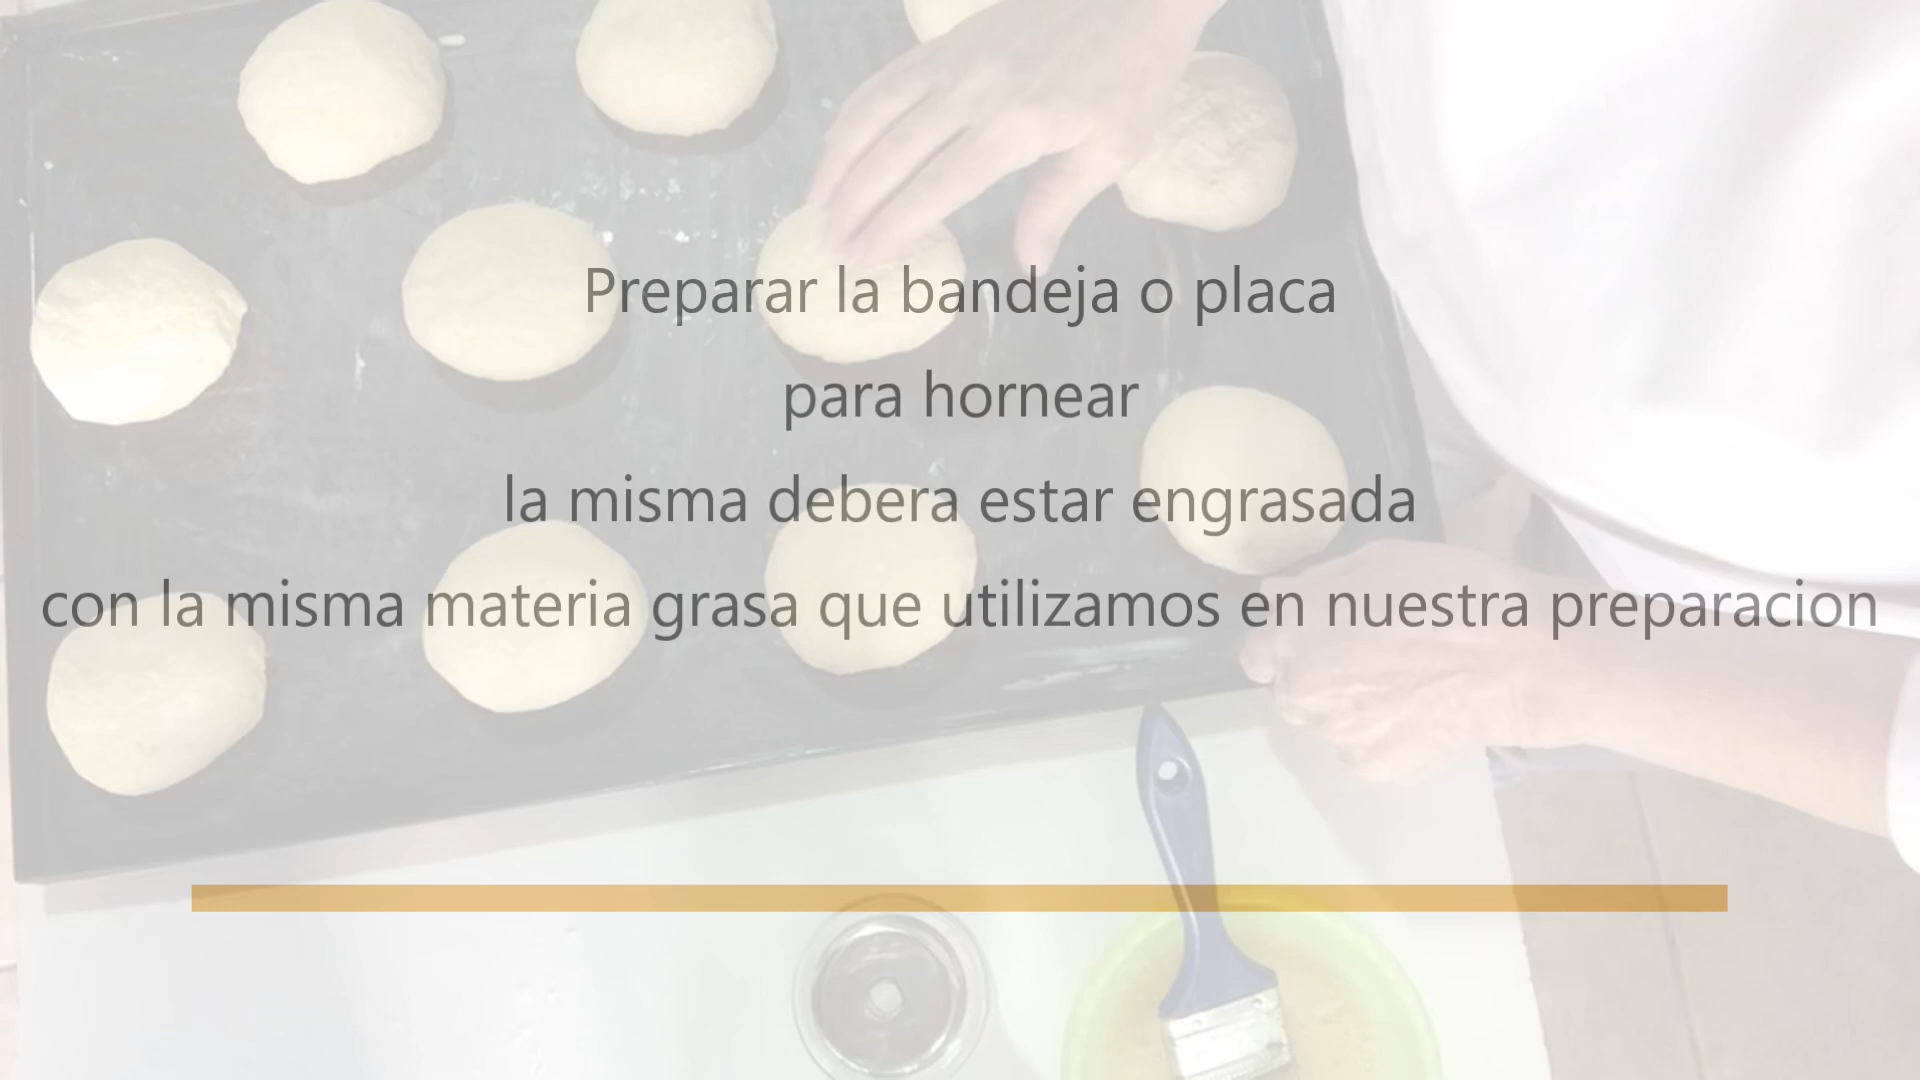 Preparar la bandeja o placa
para hornear
la misma debera estar engrasada
con la misma materia grasa que utilizamos en nuestra preparacion